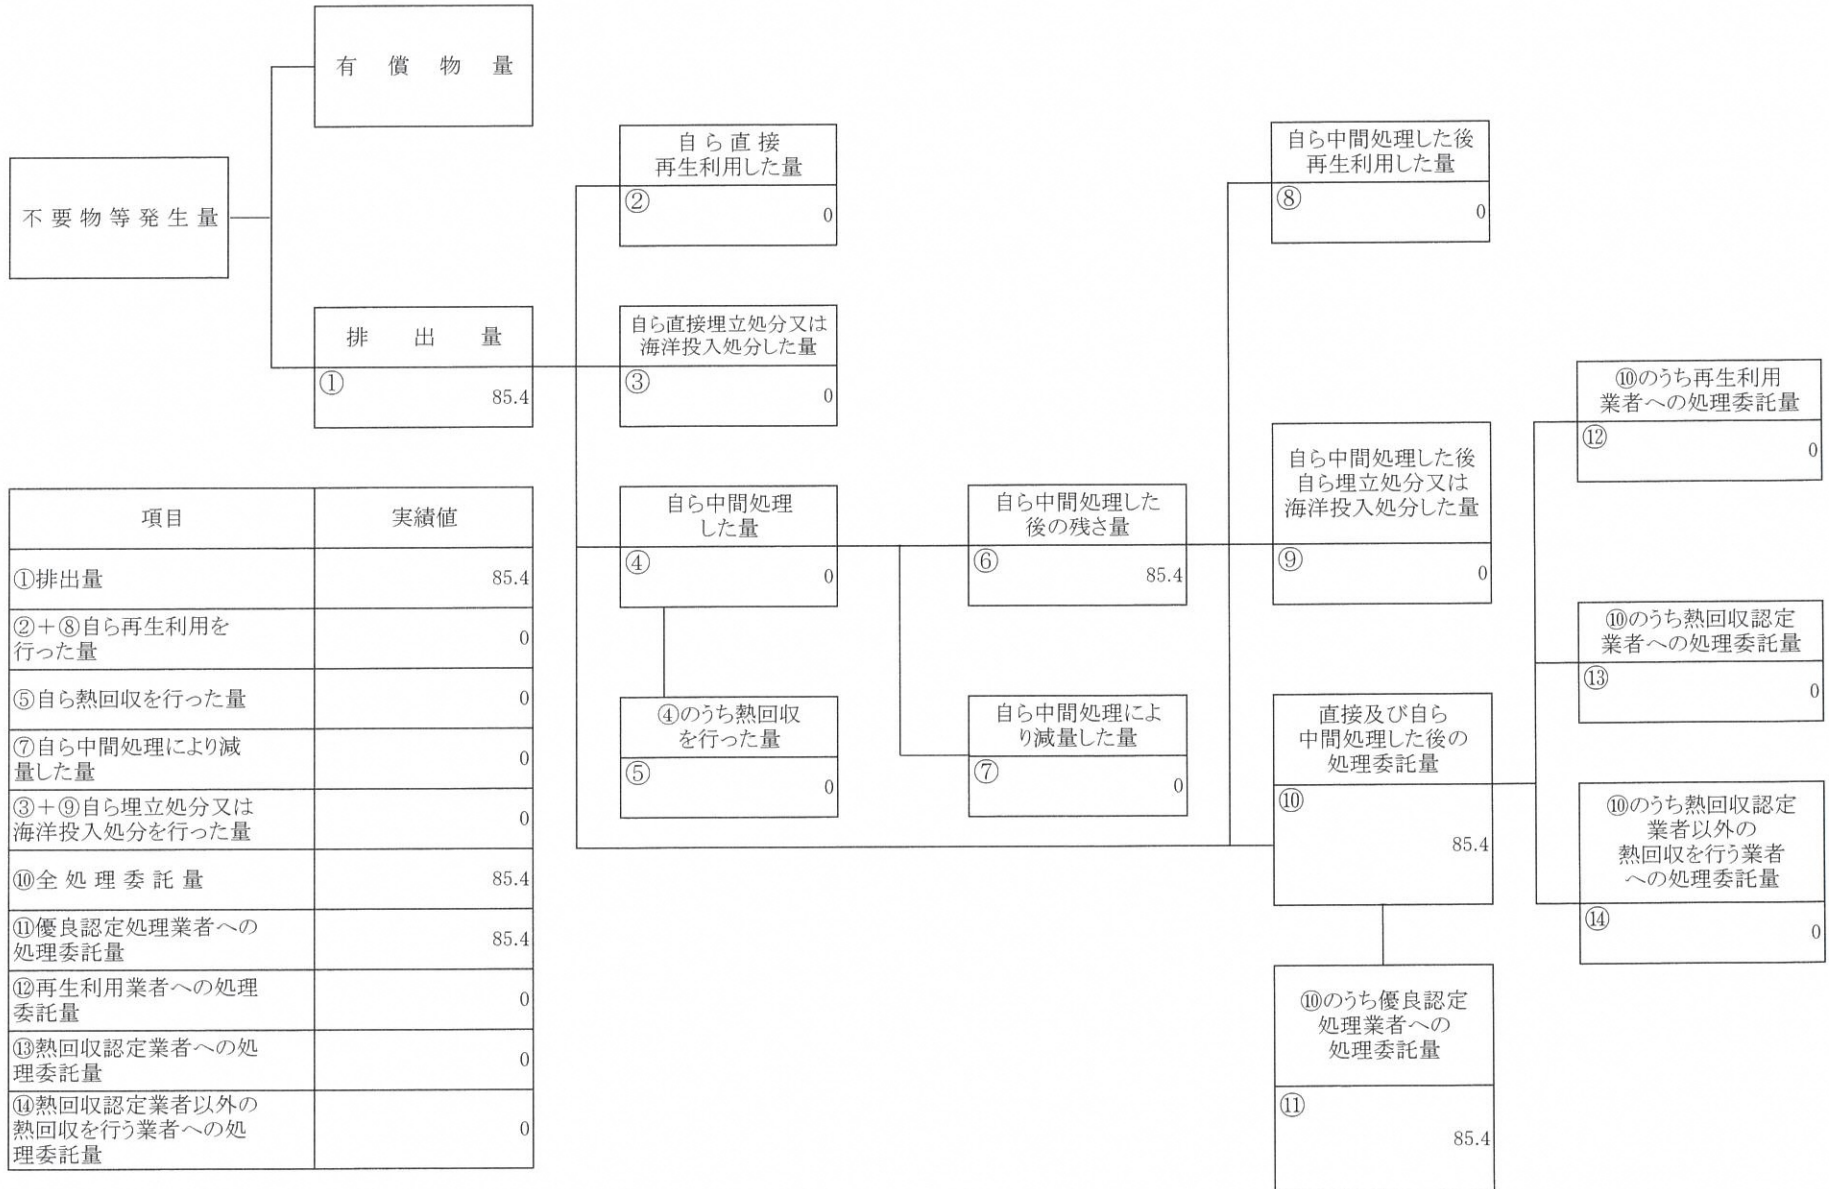 有償物量
不要物等発生量
排出量
①
85.4
自ら直接
再生利用した量
②
0
自ら直接埋立処分又は
海洋投入処分した量
③
0
自ら中間処理
した量
④
0
④のうち熱回収
を行った量
⑤
0
自ら中間処理した
後の残さ量
⑥
85.4
自ら中間処理によ
り減量した量
⑦
0
自ら中間処理した後
再生利用した量
⑧
0
自ら中間処理した後
自ら埋立処分又は
海洋投入処分した量
⑨
0
直接及び自ら
中間処理した後の
処理委託量
⑩
85.4
⑩のうち優良認定
処理業者への
処理委託量
⑪
85.4
⑩のうち再生利用
業者への処理委託量
⑫
0
⑩のうち熱回収認定
業者への処理委託量
⑬
0
⑩のうち熱回収認定
業者以外の
熱回収を行う業者
への処理委託量
⑭
0
項目 実績値
①排出量 85.4
②+⑧自ら再生利用を
行った量 0
⑤自ら熱回収を行った量 0
⑦自ら中間処理により減
量した量 0
③+⑨自ら埋立処分又は
海洋投入処分を行った量 0
⑩全処理委託量 85.4
⑪優良認定処理業者への
処理委託量 85.4
⑫再生利用業者への処理
委託量 0
⑬熱回収認定業者への処
理委託量 0
⑭熱回収認定業者以外の
熱回収を行う業者への処
理委託量 0